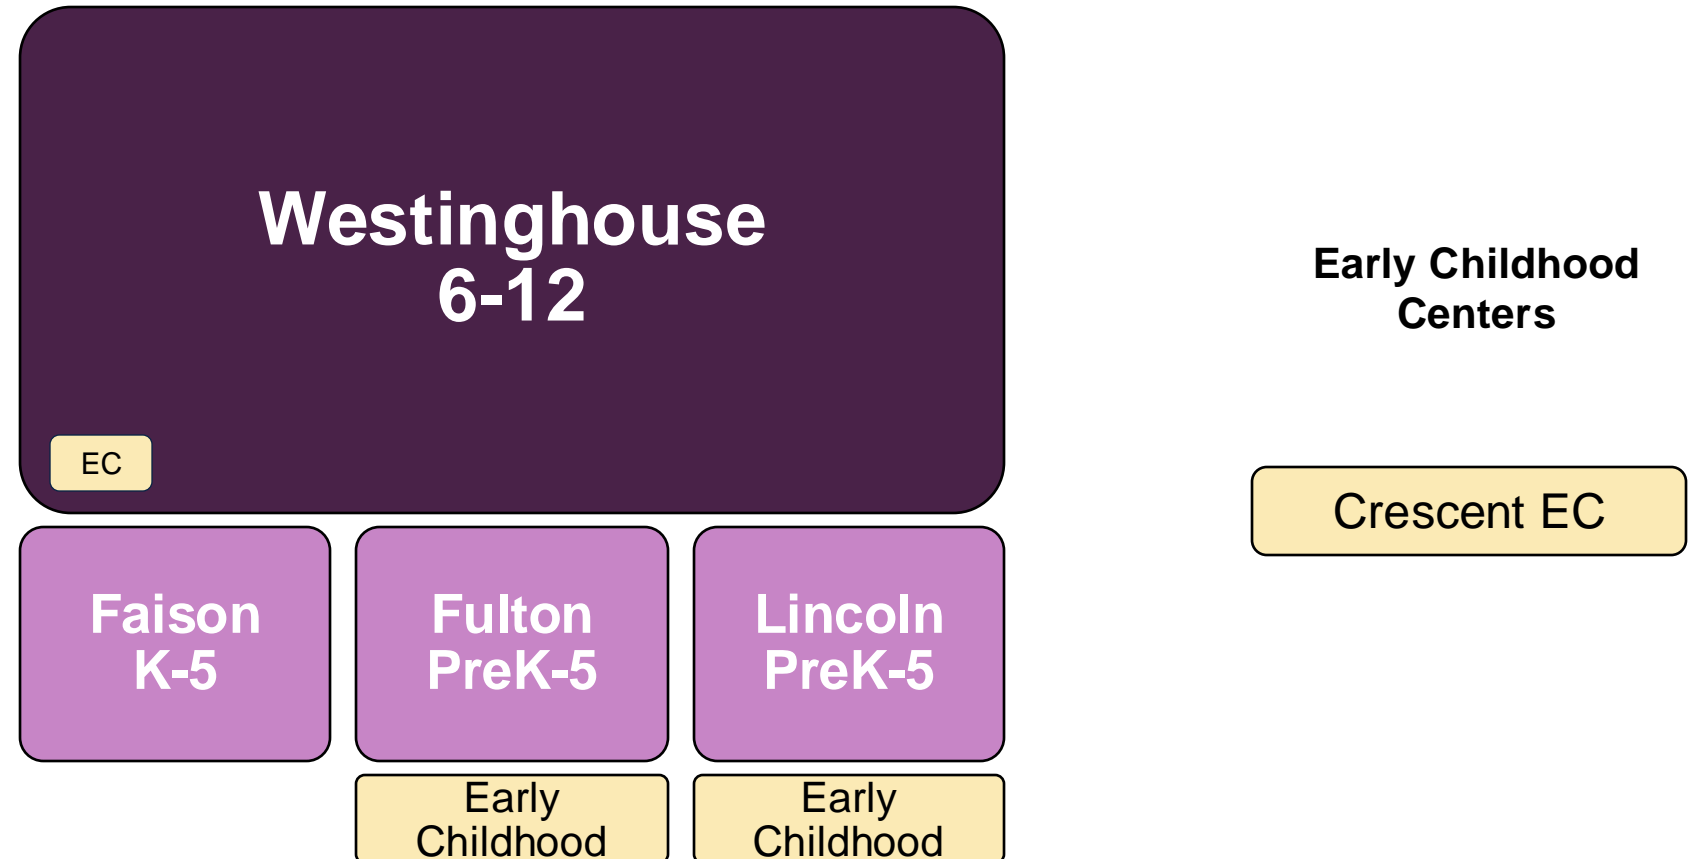 Westinghouse
6-12
EC
Early Childhood
Centers
Crescent EC
Faison
K-5
Fulton
PreK-5
Lincoln
PreK-5
Early
Childhood
Early
Childhood